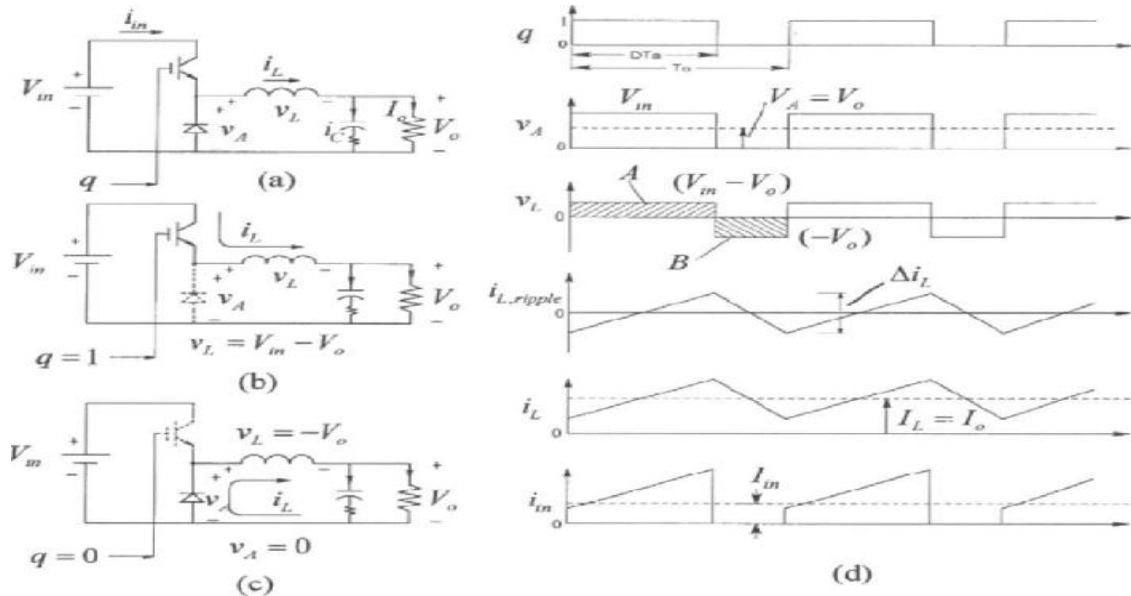 i_in
V_in
+
−
i_L
+
v_L
−
+
v_A
−
i_C
I_o
+
V_o
−
q
(a)
V_in
+
−
i_L
+
v_L
−
+
v_A
−
+
V_o
−
q = 1
v_L = V_in − V_o
(b)
V_in
+
−
v_L = −V_o
+
−
+
−
i_L
+
V_o
−
q = 0
v_A = 0
(c)
q
1
0
DTs
v_A
V_in
V_A = V_o
0
v_L
A
(V_in − V_o)
0
B
(−V_o)
i_L,ripple
Δi_L
0
i_L
I_L = I_o
0
i_in
I_in
0
(d)